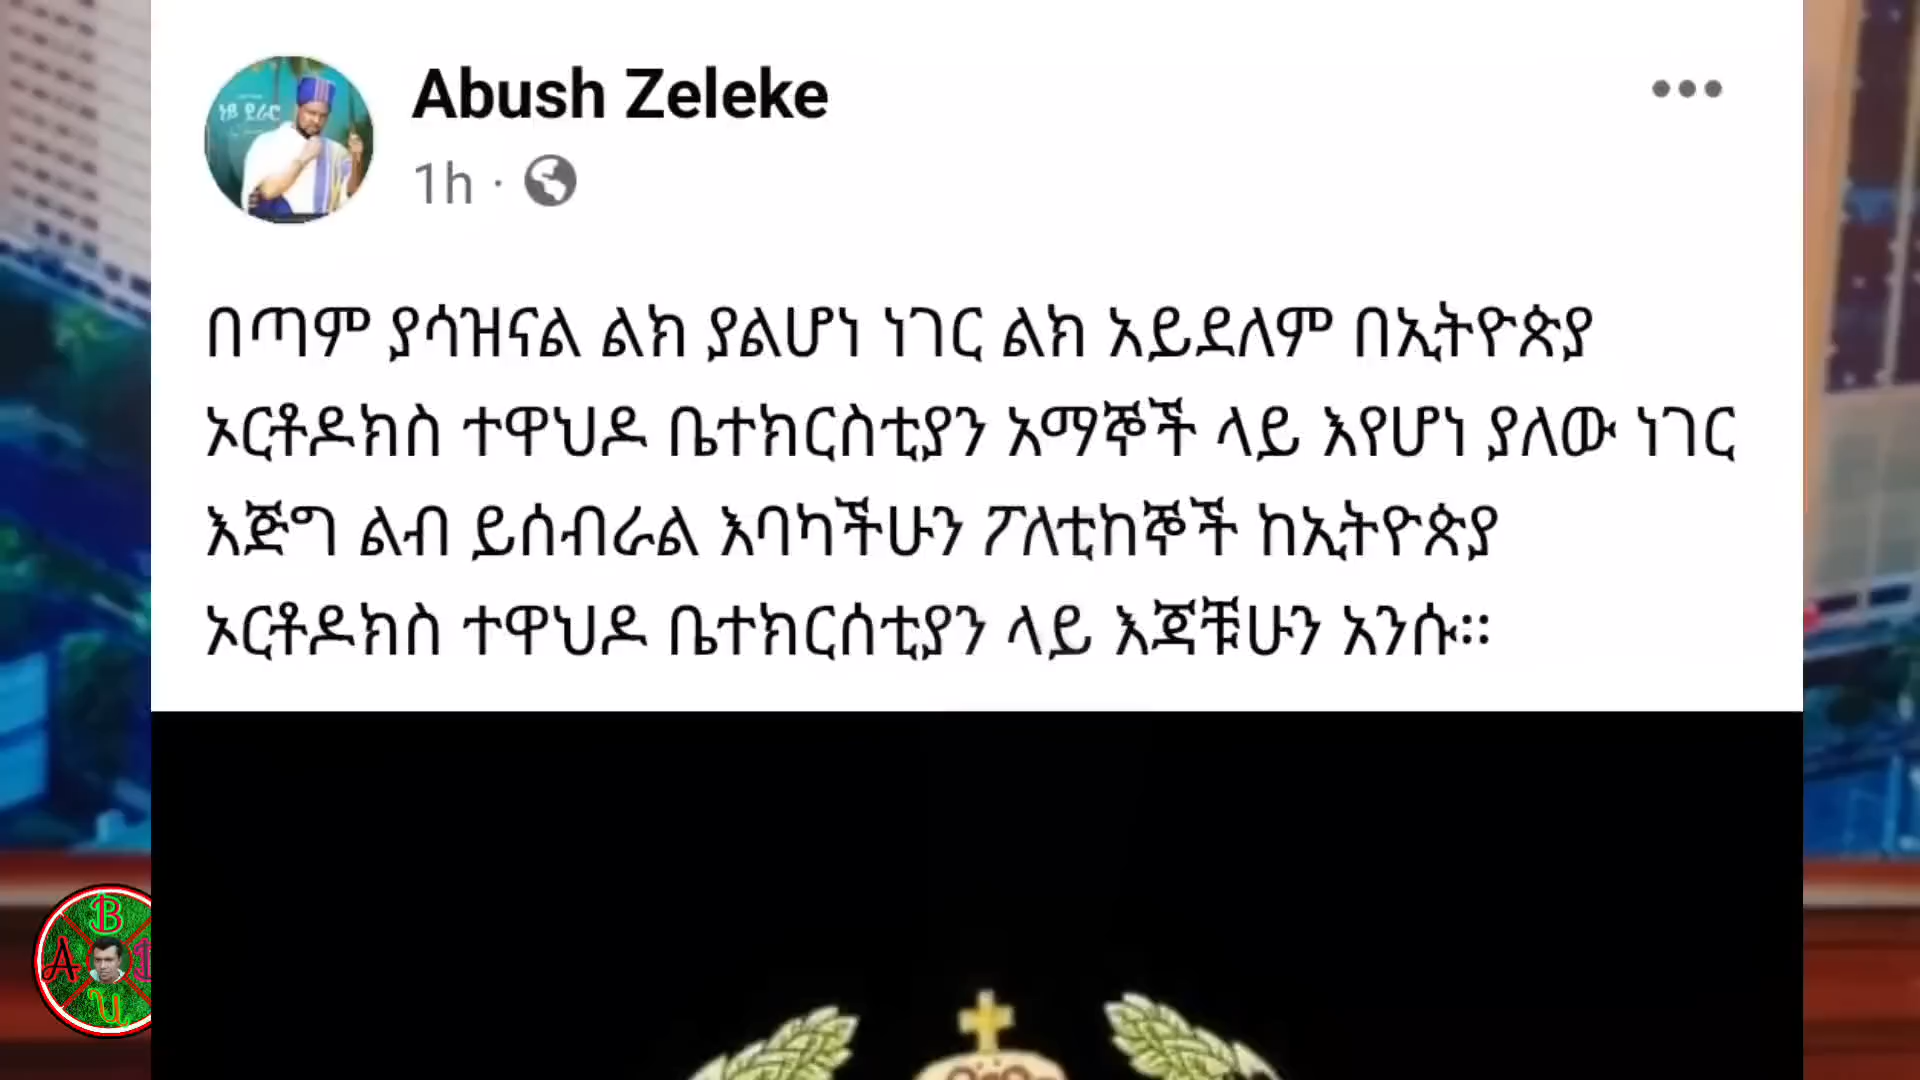 Abush Zeleke
1h ·
በጣም ያሳዝናል ልክ ያልሆነ ነገር ልክ አይደለም በኢትዮጵያ
ኦርቶዶክስ ተዋህዶ ቤተክርስቲያን አማኞች ላይ እየሆነ ያለው ነገር
እጅግ ልብ ይሰብራል እባካችሁን ፖለቲከኞች ከኢትዮጵያ
ኦርቶዶክስ ተዋህዶ ቤተክርሰቲያን ላይ እጃቹሁን አንሱ።
B
A
U